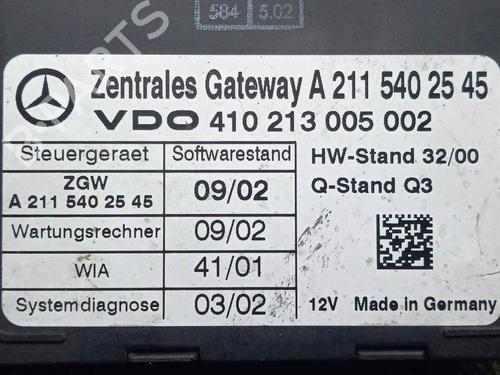 584 5.02
Zentrales Gateway A 211 540 25 45
VDO 410 213 005 002
Steuergeraet Softwarestand HW-Stand 32/00
ZGW
A 211 540 25 45 09/02 Q-Stand Q3
Wartungsrechner 09/02
WIA 41/01
Systemdiagnose 03/02 12V Made in Germany